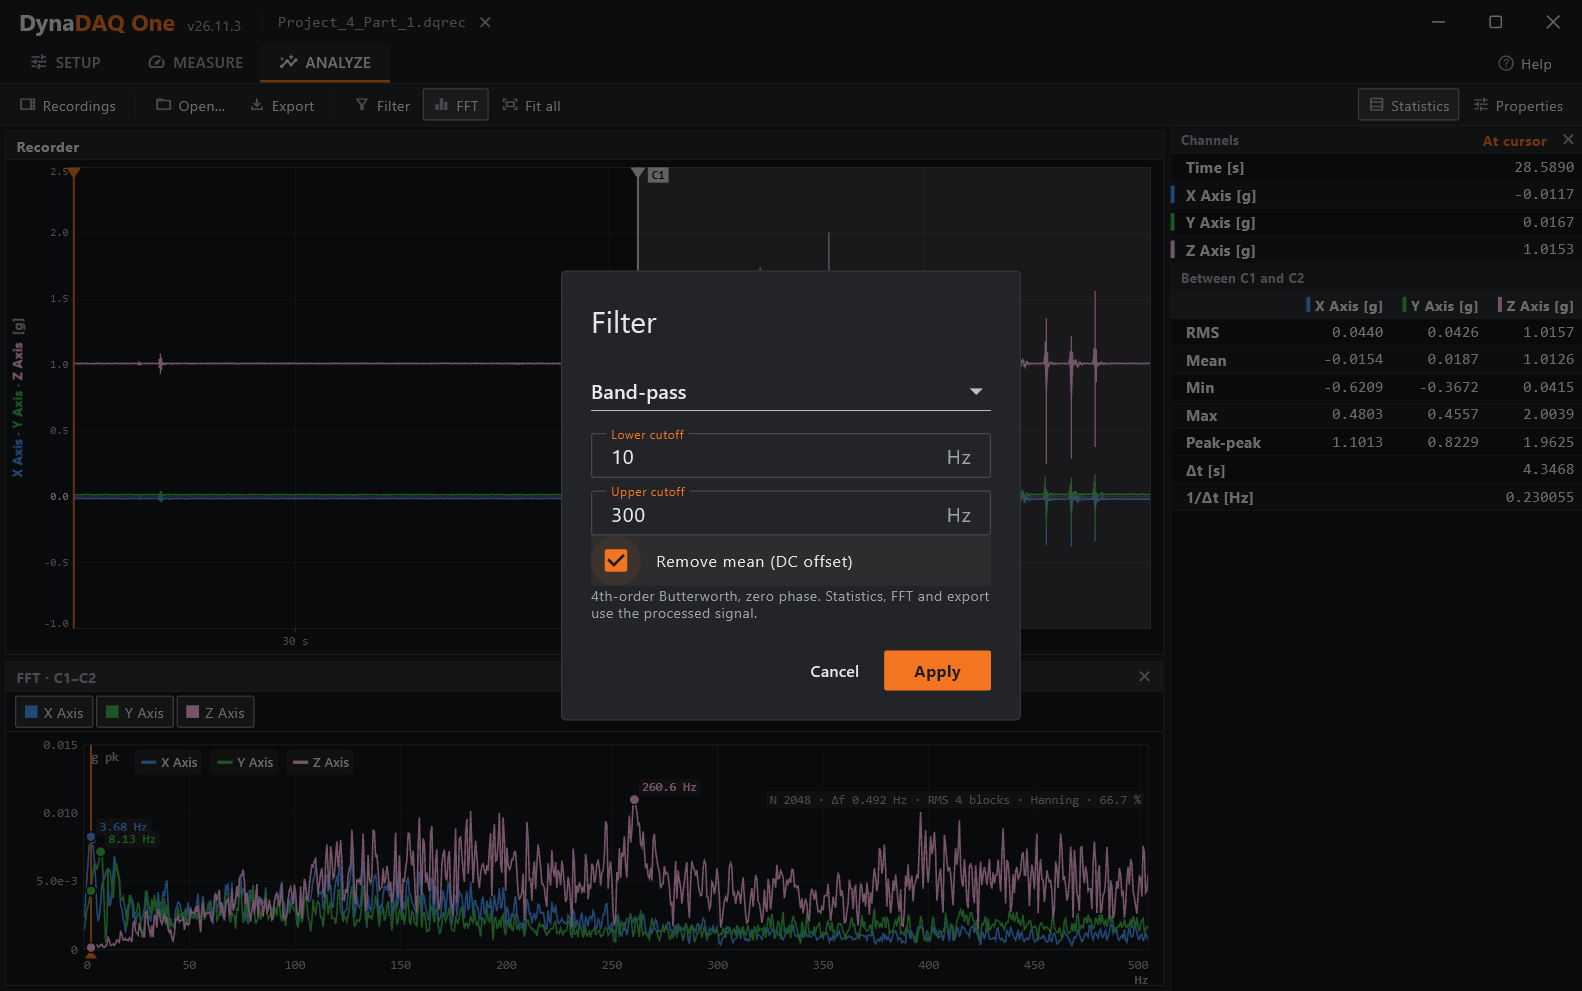 DynaDAQ One v26.11.3 Project_4_Part_1.dqrec
SETUP MEASURE ANALYZE Help
Recordings Open... Export Filter FFT Fit all Statistics Properties
Recorder
2.5
2.0
1.5
1.0
0.5
0.0
-0.5
-1.0
X Axis · Y Axis · Z Axis [g]
C1
30 s
Filter
Band-pass
Lower cutoff
10 Hz
Upper cutoff
300 Hz
Remove mean (DC offset)
4th-order Butterworth, zero phase. Statistics, FFT and export
use the processed signal.
Cancel Apply
Channels At cursor
Time [s] 28.5890
X Axis [g] -0.0117
Y Axis [g] 0.0167
Z Axis [g] 1.0153
Between C1 and C2
X Axis [g] Y Axis [g] Z Axis [g]
RMS 0.0440 0.0426 1.0157
Mean -0.0154 0.0187 1.0126
Min -0.6209 -0.3672 0.0415
Max 0.4803 0.4557 2.0039
Peak-peak 1.1013 0.8229 1.9625
Δt [s] 4.3468
1/Δt [Hz] 0.230055
FFT · C1–C2
X Axis Y Axis Z Axis
0.015
0.010
5.0e-3
0
g pk X Axis Y Axis Z Axis
260.6 Hz
N 2048 · Δf 0.492 Hz · RMS 4 blocks · Hanning · 66.7 %
3.68 Hz
8.13 Hz
0 50 100 150 200 250 300 350 400 450 500
Hz